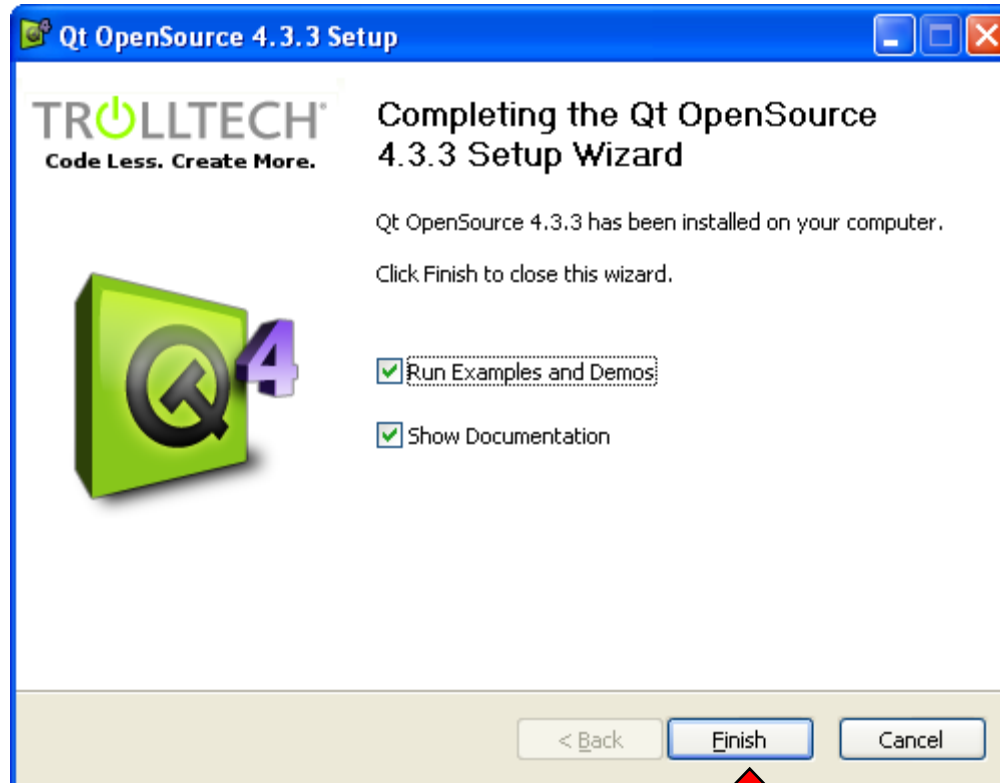 Qt OpenSource 4.3.3 Setup
TROLLTECH®
Code Less. Create More.
Completing the Qt OpenSource
4.3.3 Setup Wizard
Qt OpenSource 4.3.3 has been installed on your computer.
Click Finish to close this wizard.
Q4
Run Examples and Demos
Show Documentation
< Back
Finish
Cancel